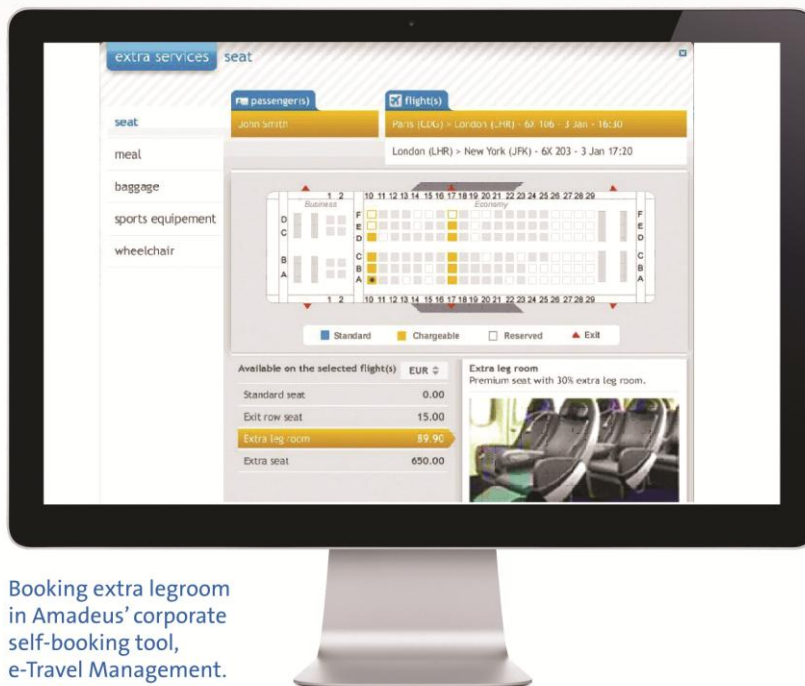 extra services seat
passenger(s) flight(s)
John Smith Paris (CDG) > London (LHR) - 6X 106 - 3 Jan - 16:30
London (LHR) > New York (JFK) - 6X 203 - 3 Jan 17:20
seat
meal
baggage
sports equipement
wheelchair
1 2 10 11 12 13 14 15 16 17 18 19 20 21 22 23 24 25 26 27 28 29
Business Economy
F F
D E E
C D D
C C
B B B
A A A
1 2 10 11 12 13 14 15 16 17 18 19 20 21 22 23 24 25 26 27 28 29
Standard Chargeable Reserved Exit
Available on the selected flight(s) EUR
Standard seat 0.00
Exit row seat 15.00
Extra leg room 89.90
Extra seat 650.00
Extra leg room
Premium seat with 30% extra leg room.
Booking extra legroom
in Amadeus' corporate
self-booking tool,
e-Travel Management.